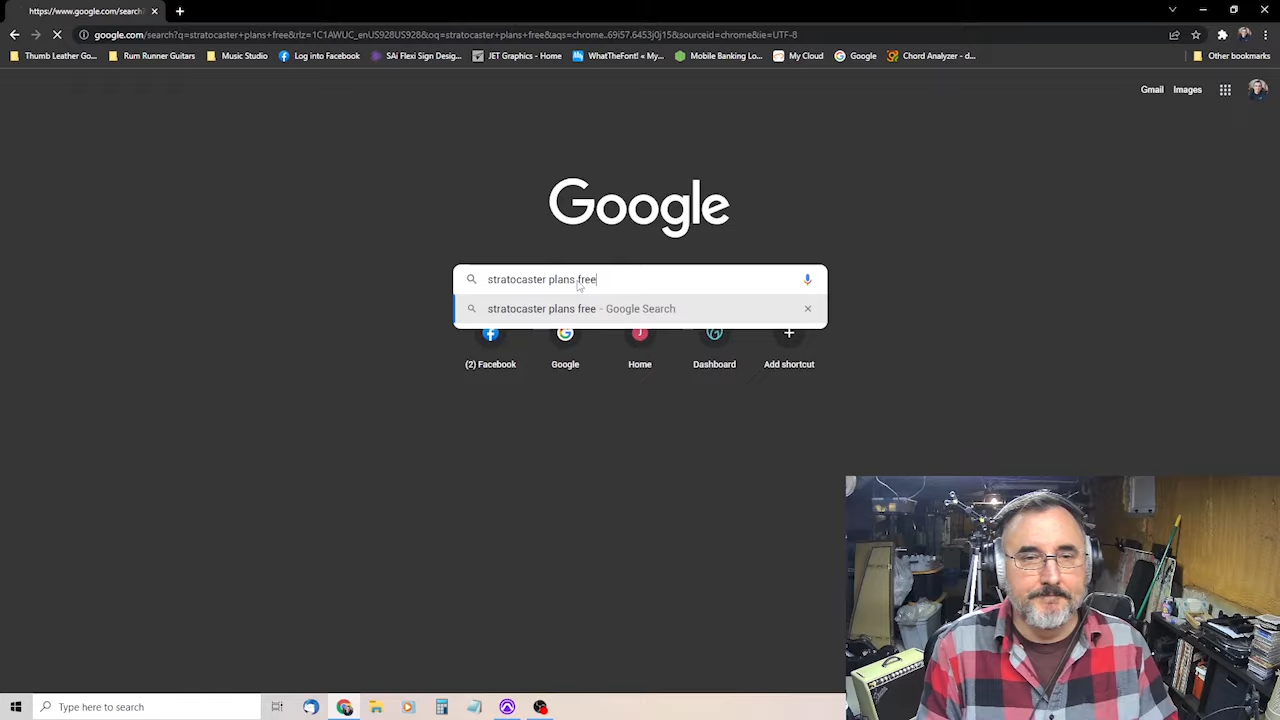 https://www.google.com/search?
google.com/search?q=stratocaster+plans+free&rlz=1C1AWUC_enUS928US928&oq=stratocaster+plans+free&aqs=chrome..69i57.6453j0j15&sourceid=chrome&ie=UTF-8
Thumb Leather Go... Rum Runner Guitars Music Studio Log into Facebook SAi Flexi Sign Desig... JET Graphics - Home WhatTheFont! « My... Mobile Banking Lo... My Cloud Google Chord Analyzer - d... Other bookmarks
Gmail Images
Google
stratocaster plans free
stratocaster plans free - Google Search
(2) Facebook Google Home Dashboard Add shortcut
Type here to search